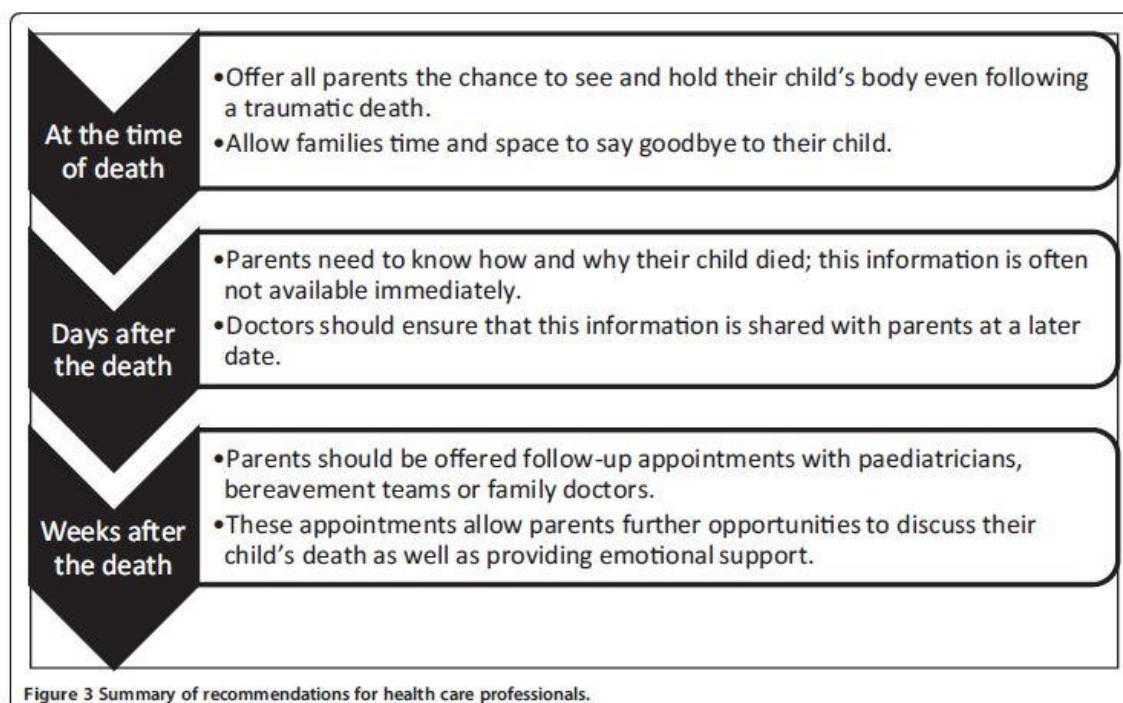 At the time
of death
•Offer all parents the chance to see and hold their child's body even following
a traumatic death.
•Allow families time and space to say goodbye to their child.
Days after
the death
•Parents need to know how and why their child died; this information is often
not available immediately.
•Doctors should ensure that this information is shared with parents at a later
date.
Weeks after
the death
•Parents should be offered follow-up appointments with paediatricians,
bereavement teams or family doctors.
•These appointments allow parents further opportunities to discuss their
child's death as well as providing emotional support.
Figure 3 Summary of recommendations for health care professionals.